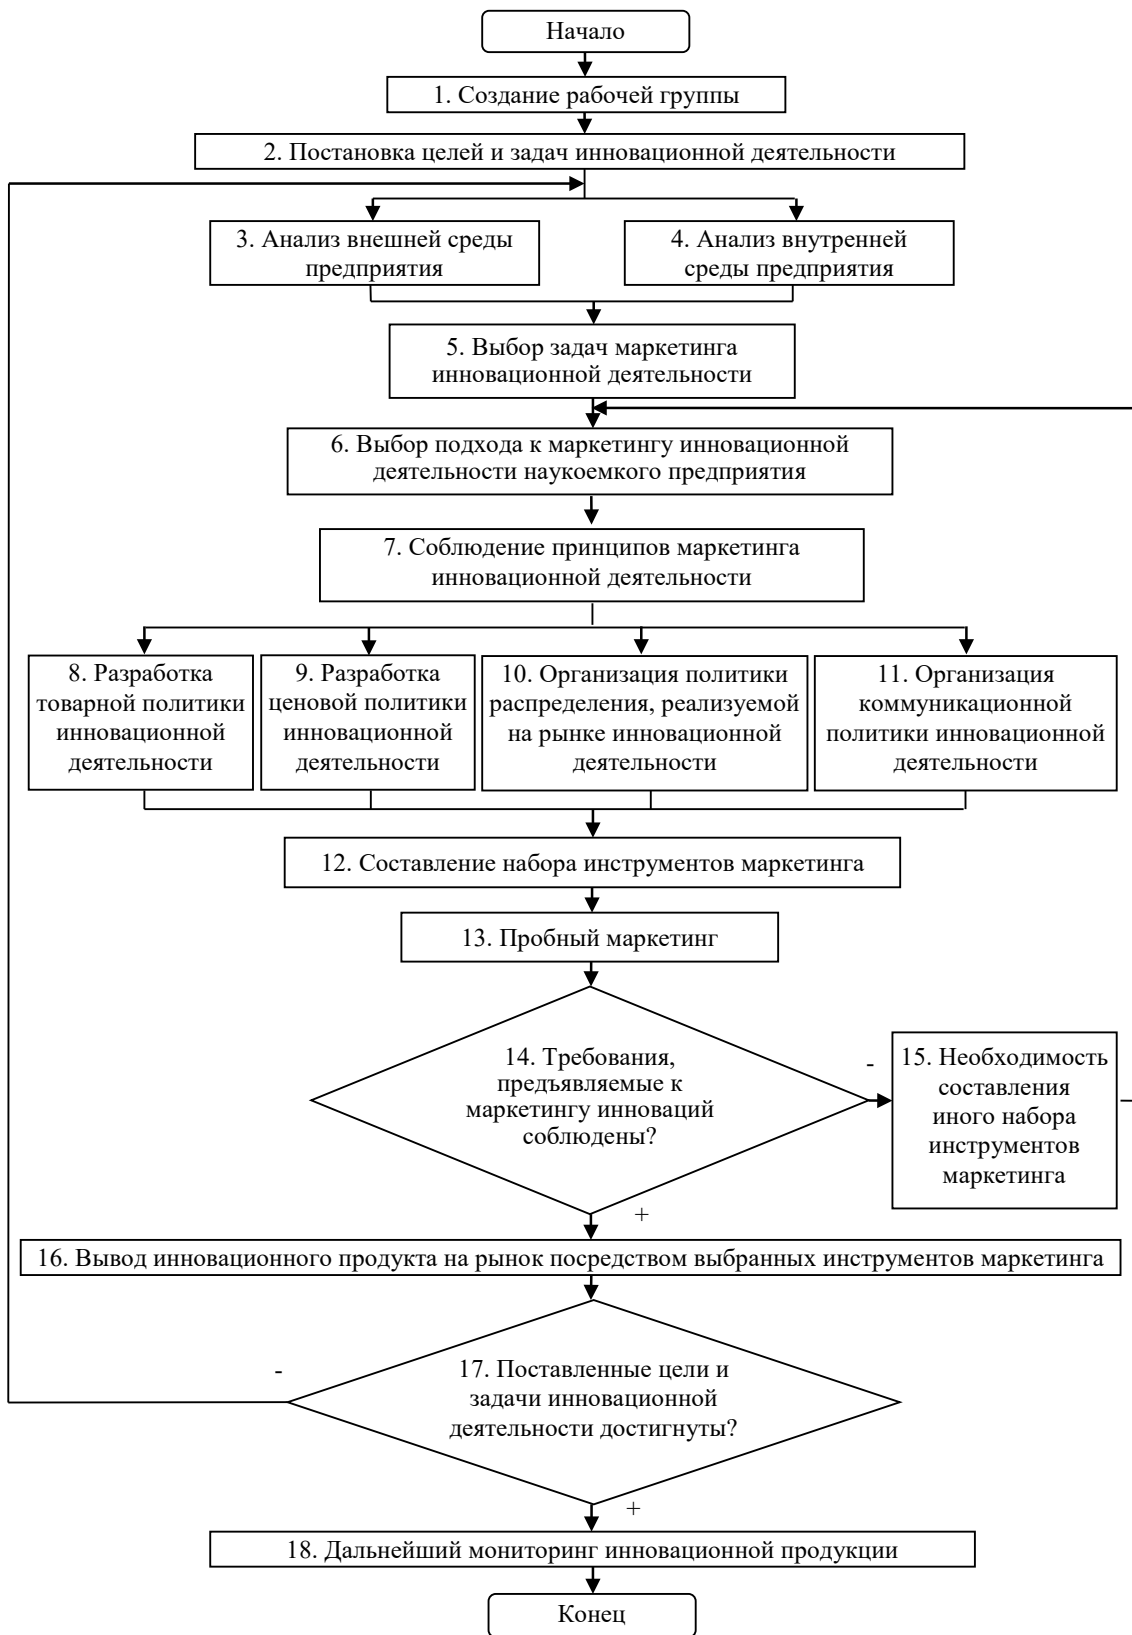 Начало
1. Создание рабочей группы
2. Постановка целей и задач инновационной деятельности
3. Анализ внешней среды
предприятия
4. Анализ внутренней
среды предприятия
5. Выбор задач маркетинга
инновационной деятельности
6. Выбор подхода к маркетингу инновационной
деятельности наукоемкого предприятия
7. Соблюдение принципов маркетинга
инновационной деятельности
8. Разработка
товарной политики
инновационной
деятельности
9. Разработка
ценовой политики
инновационной
деятельности
10. Организация политики
распределения, реализуемой
на рынке инновационной
деятельности
11. Организация
коммуникационной
политики инновационной
деятельности
12. Составление набора инструментов маркетинга
13. Пробный маркетинг
14. Требования,
предъявляемые к
маркетингу инноваций
соблюдены?
-
15. Необходимость
составления
иного набора
инструментов
маркетинга
+
16. Вывод инновационного продукта на рынок посредством выбранных инструментов маркетинга
-
17. Поставленные цели и
задачи инновационной
деятельности достигнуты?
+
18. Дальнейший мониторинг инновационной продукции
Конец